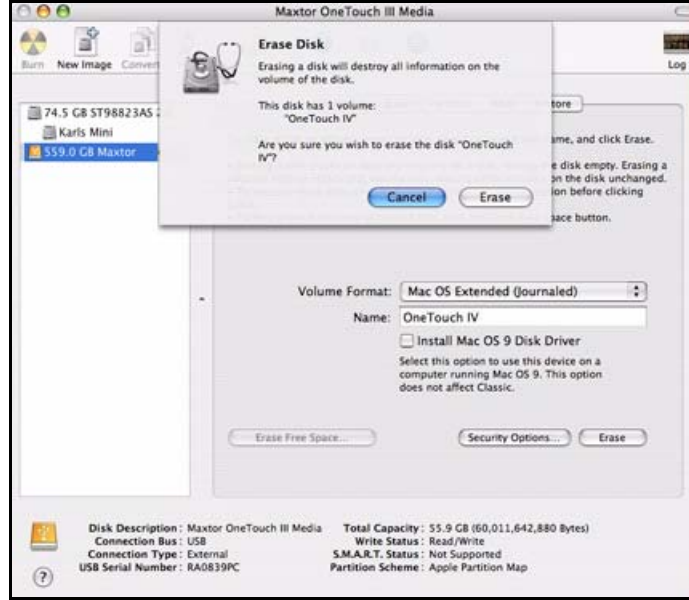 Maxtor OneTouch III Media
Burn New Image Convert
Log
Erase Disk
Erasing a disk will destroy all information on the
volume of the disk.
This disk has 1 volume:
"OneTouch IV"
Are you sure you wish to erase the disk "OneTouch
IV"?
Cancel Erase
74.5 GB ST98823AS
Karls Mini
559.0 GB Maxtor
tore
ame, and click Erase.
e disk empty. Erasing a
on the disk unchanged.
ion before clicking
pace button.
Volume Format: Mac OS Extended (Journaled)
Name: OneTouch IV
Install Mac OS 9 Disk Driver
Select this option to use this device on a
computer running Mac OS 9. This option
does not affect Classic.
Erase Free Space... Security Options... Erase
Disk Description : Maxtor OneTouch III Media Total Capacity : 55.9 GB (60,011,642,880 Bytes)
Connection Bus : USB Write Status : Read/Write
Connection Type : External S.M.A.R.T. Status : Not Supported
USB Serial Number : RA0839PC Partition Scheme : Apple Partition Map
?